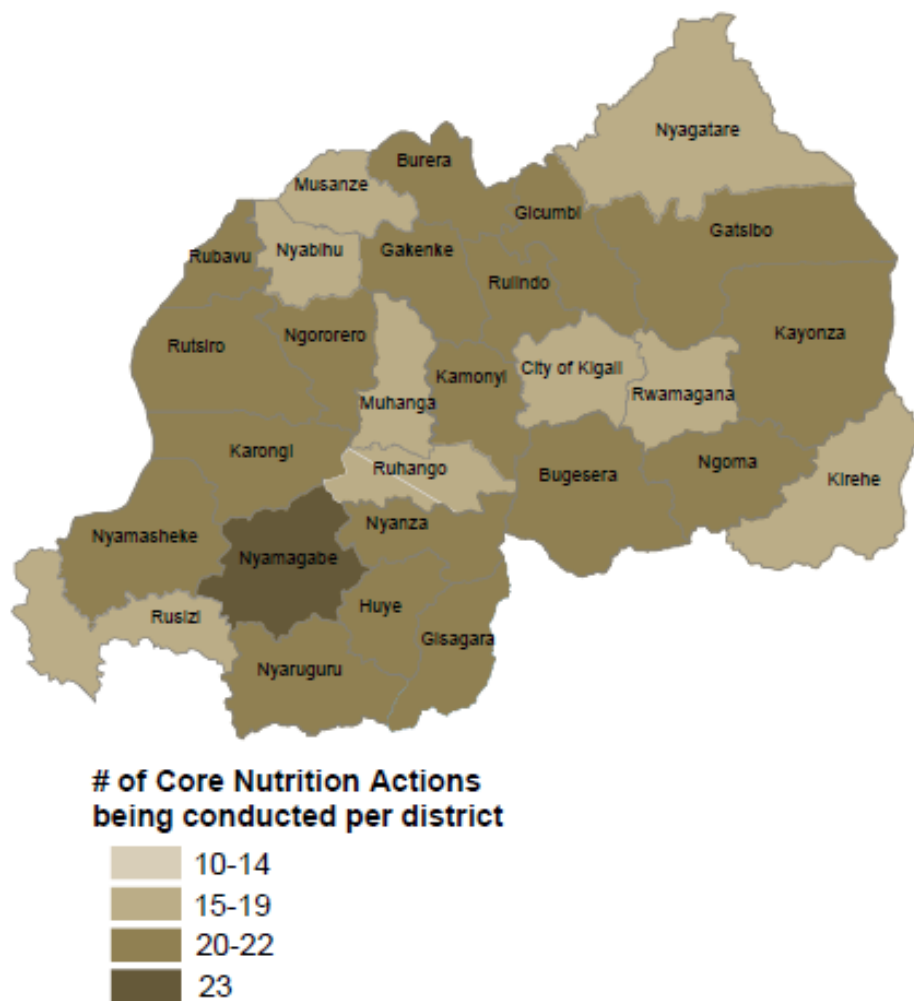 Nyagatare
Burera
Musanze
Gicumbi
Gatsibo
Nyabihu
Gakenke
Rubavu
Rulindo
Ngororero
Kayonza
Rutsiro
City of Kigali
Kamonyi
Rwamagana
Muhanga
Karongi
Ruhango
Ngoma
Bugesera
Kirehe
Nyanza
Nyamasheke
Nyamagabe
Huye
Rusizi
Gisagara
Nyaruguru
# of Core Nutrition Actions
being conducted per district
10-14
15-19
20-22
23